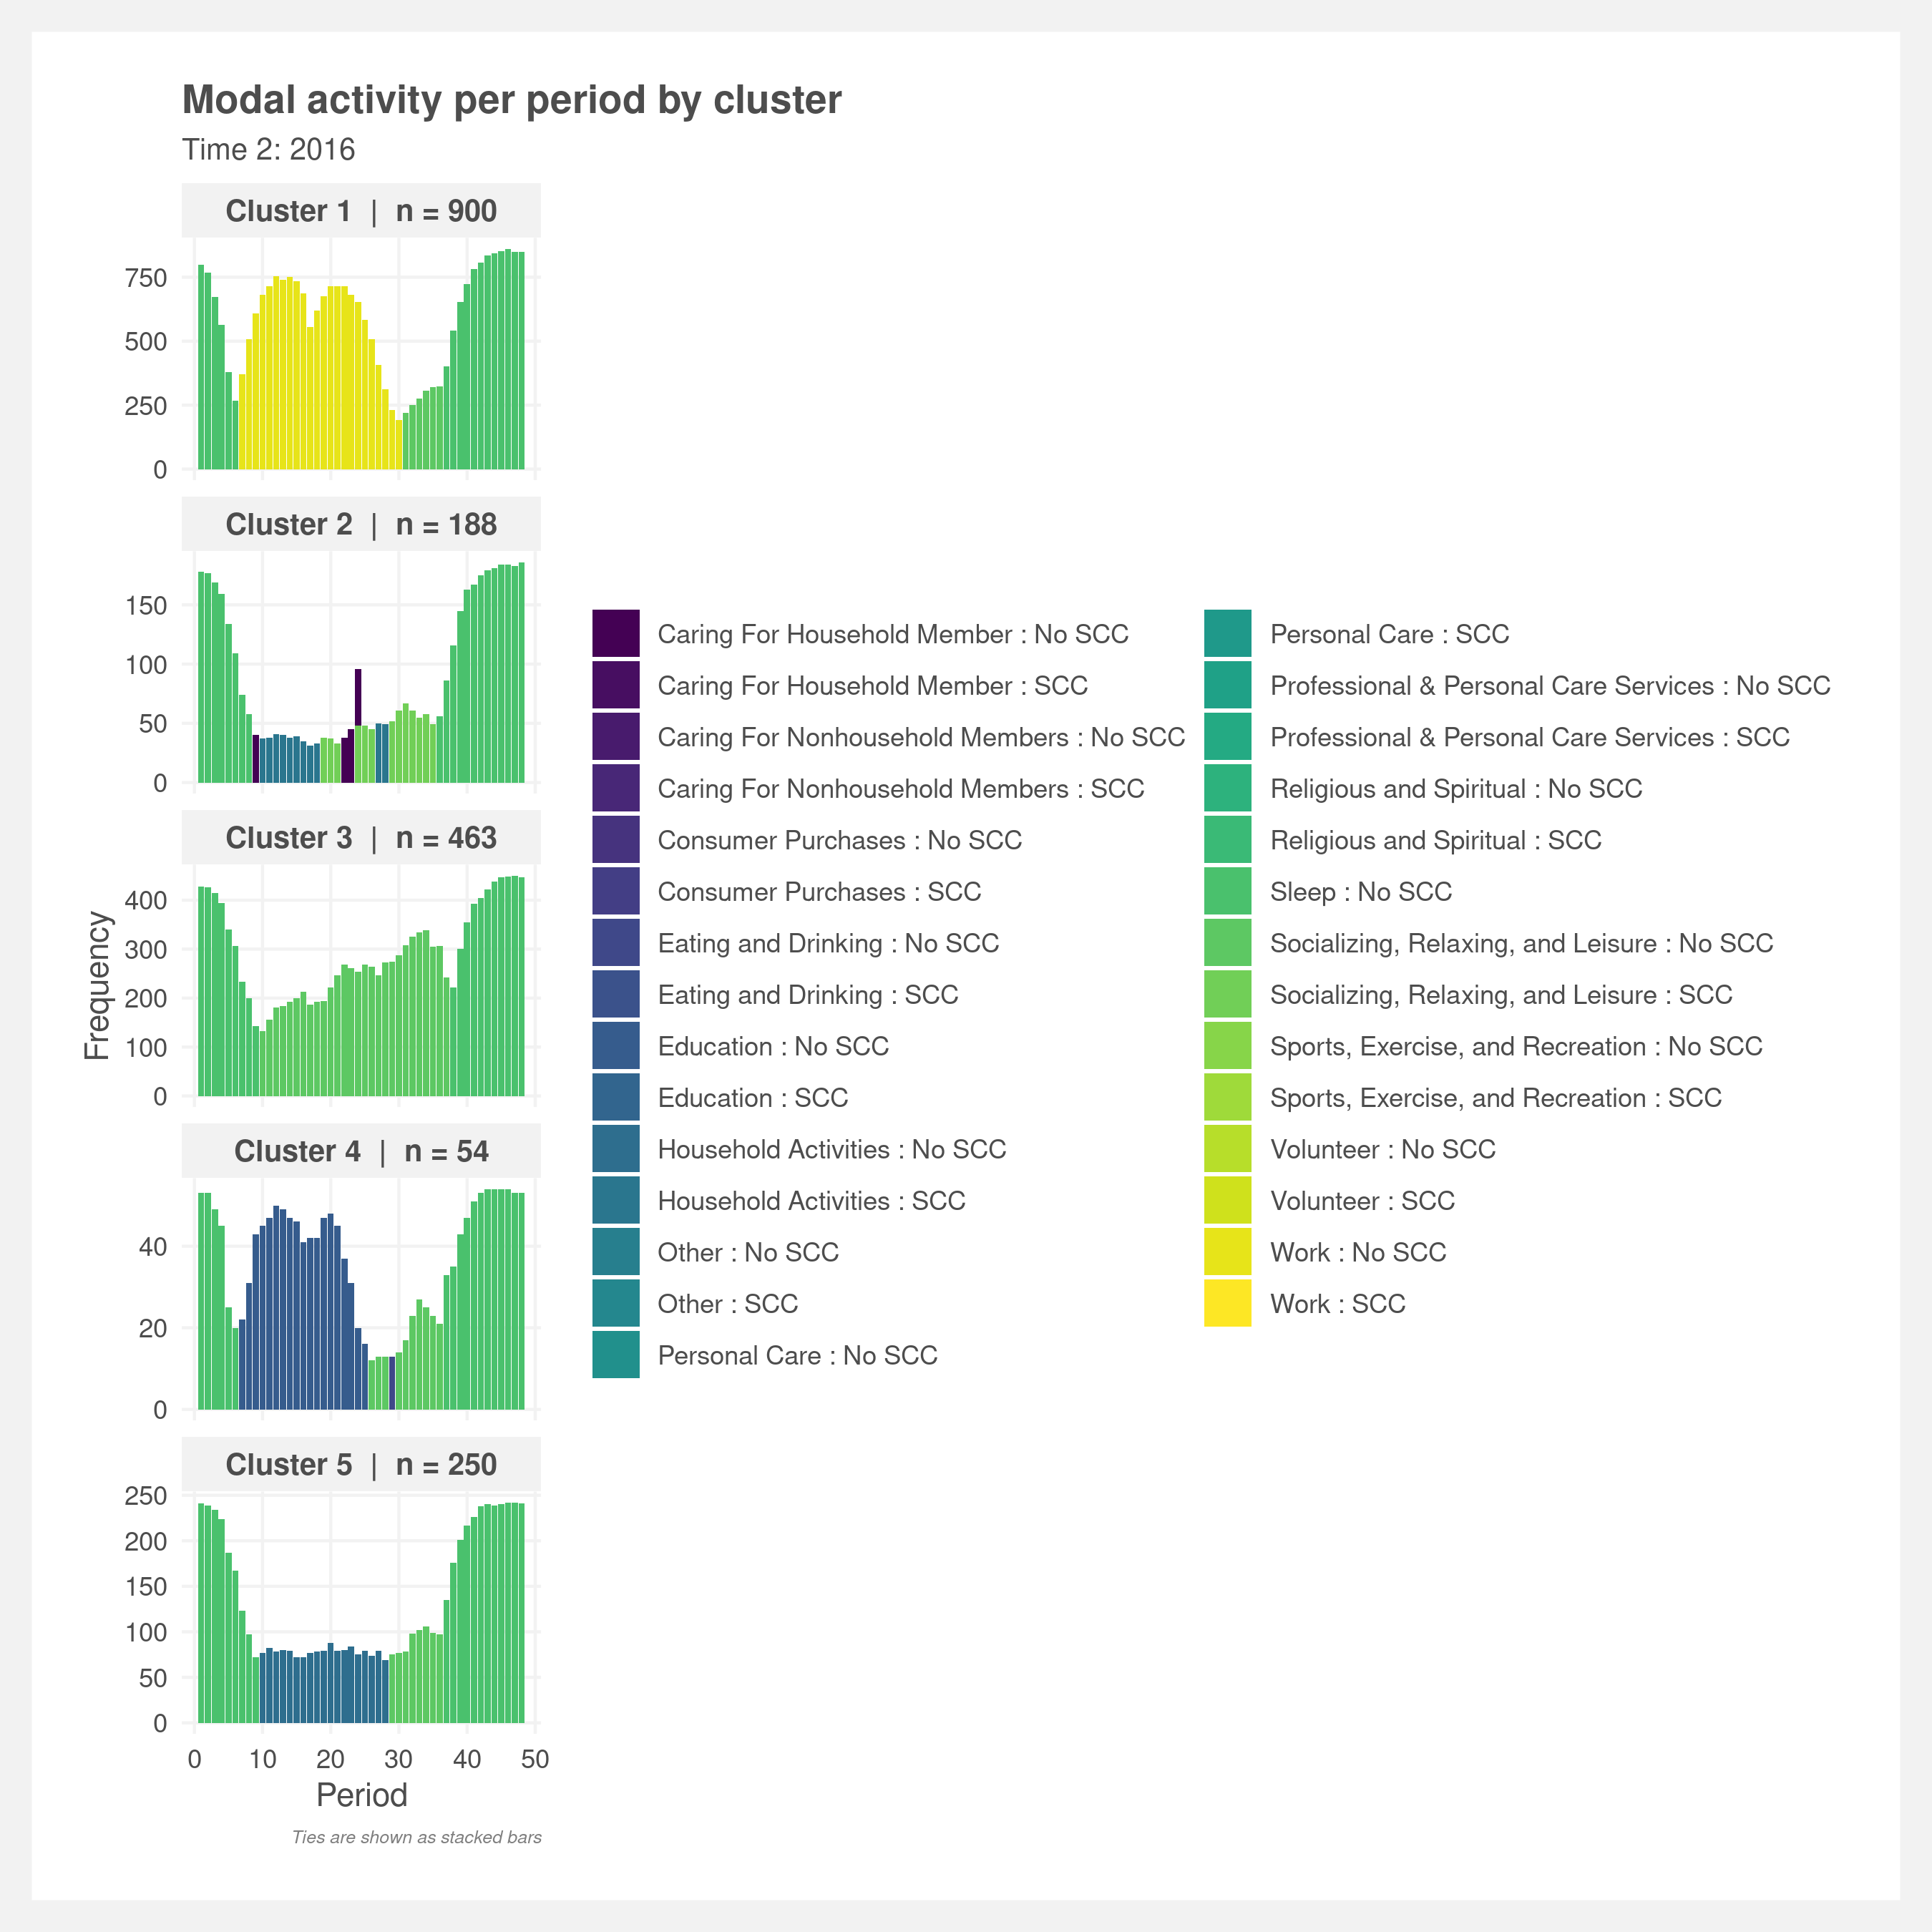 Modal activity per period by cluster
Time 2: 2016
Cluster 1 | n = 900
750
500
250
0
Cluster 2 | n = 188
150
100
50
0
Cluster 3 | n = 463
400
300
200
100
0
Cluster 4 | n = 54
40
20
0
Cluster 5 | n = 250
250
200
150
100
50
0
0 10 20 30 40 50
Frequency
Period
Ties are shown as stacked bars
Caring For Household Member : No SCC
Caring For Household Member : SCC
Caring For Nonhousehold Members : No SCC
Caring For Nonhousehold Members : SCC
Consumer Purchases : No SCC
Consumer Purchases : SCC
Eating and Drinking : No SCC
Eating and Drinking : SCC
Education : No SCC
Education : SCC
Household Activities : No SCC
Household Activities : SCC
Other : No SCC
Other : SCC
Personal Care : No SCC
Personal Care : SCC
Professional & Personal Care Services : No SCC
Professional & Personal Care Services : SCC
Religious and Spiritual : No SCC
Religious and Spiritual : SCC
Sleep : No SCC
Socializing, Relaxing, and Leisure : No SCC
Socializing, Relaxing, and Leisure : SCC
Sports, Exercise, and Recreation : No SCC
Sports, Exercise, and Recreation : SCC
Volunteer : No SCC
Volunteer : SCC
Work : No SCC
Work : SCC